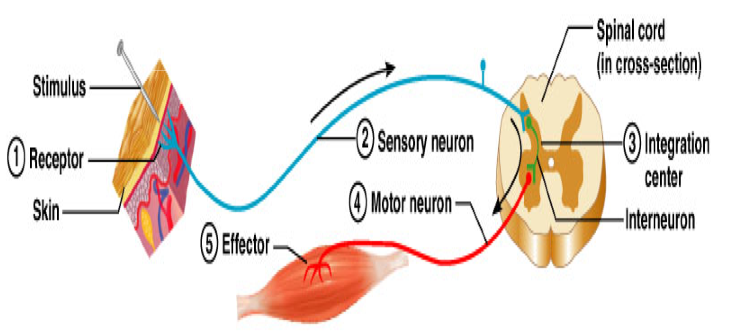 Spinal cord
(in cross-section)
Stimulus
1 Receptor
Skin
2 Sensory neuron
3 Integration
center
4 Motor neuron
Interneuron
5 Effector